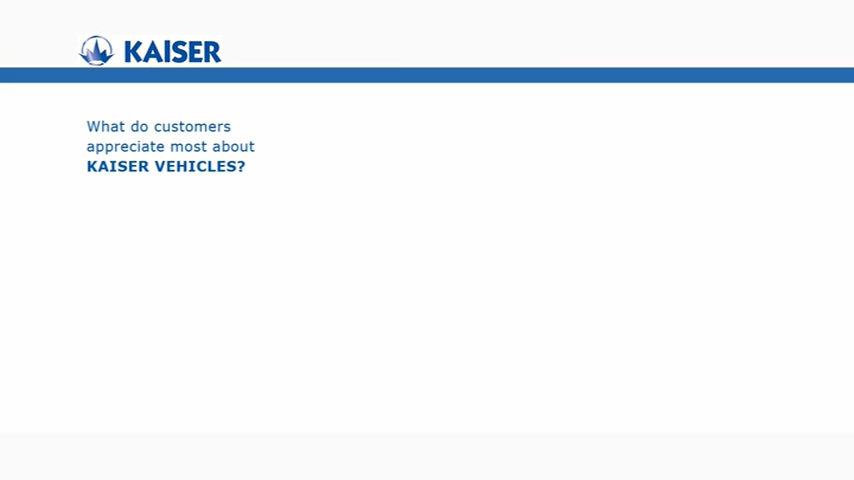 KAISER
What do customers
appreciate most about
KAISER VEHICLES?